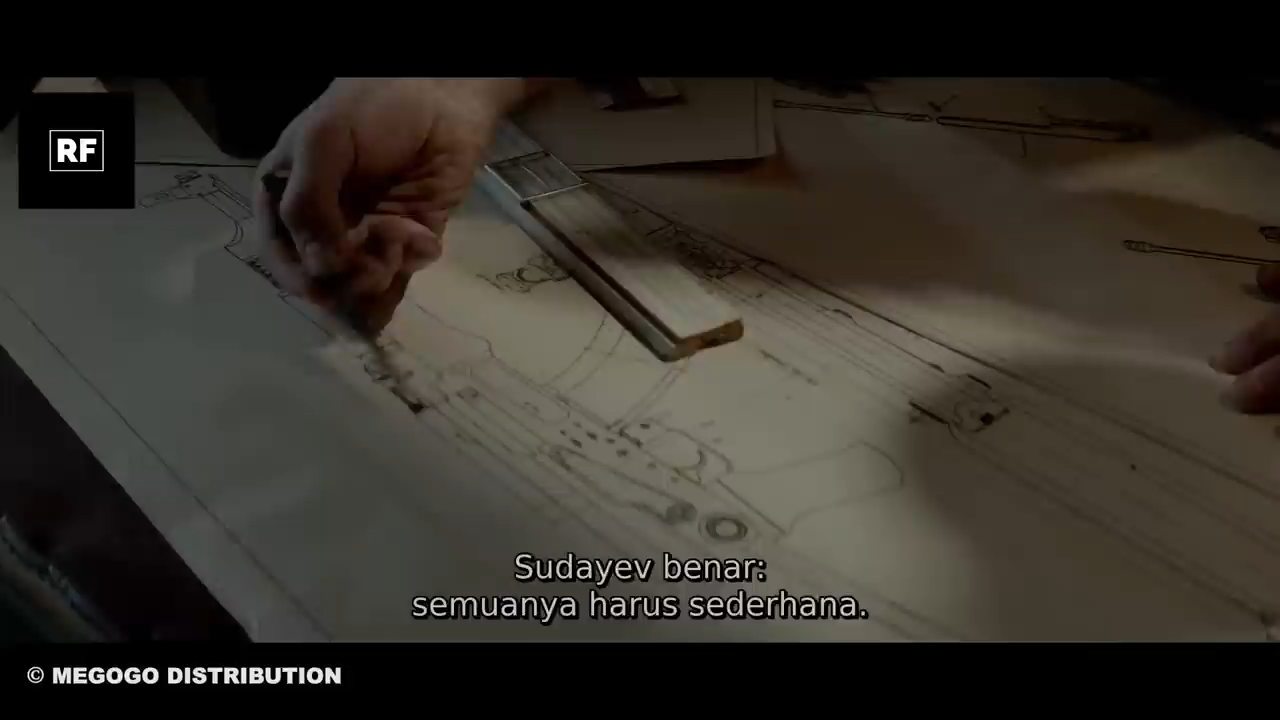 RF
Sudayev benar:
semuanya harus sederhana.
© MEGOGO DISTRIBUTION